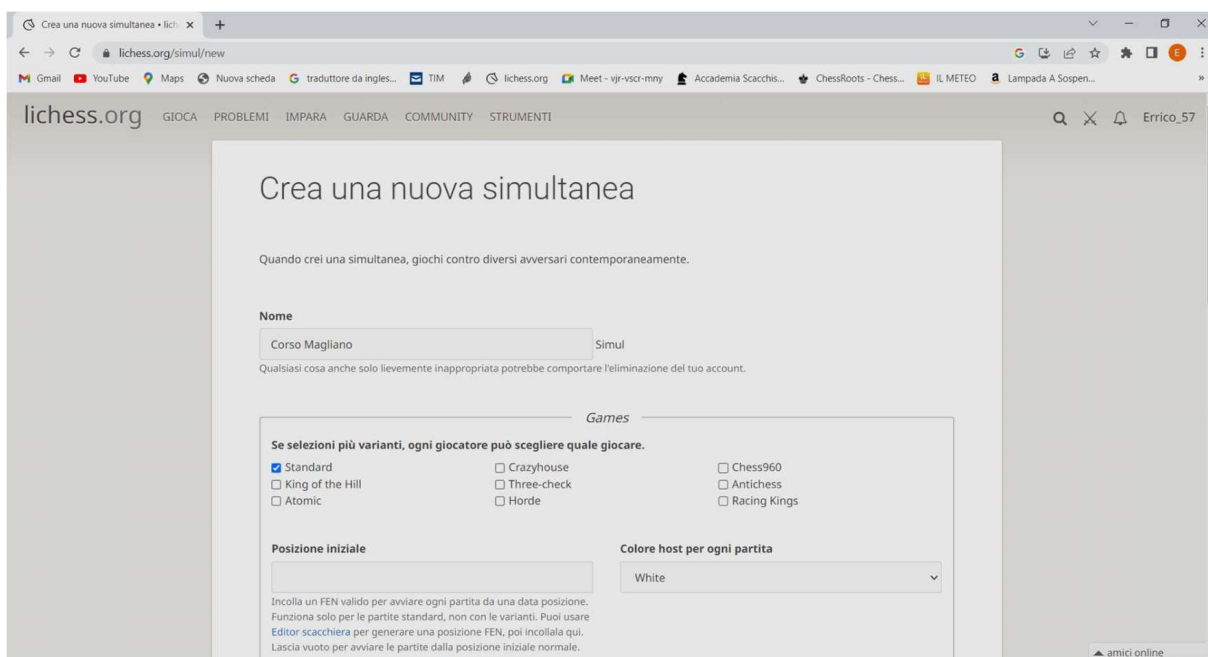 Crea una nuova simultanea • lich
lichess.org/simul/new
Gmail YouTube Maps Nuova scheda traduttore da ingles... TIM lichess.org Meet - vjr-vscr-mny Accademia Scacchis... ChessRoots - Chess... IL METEO Lampada A Sospen... »
lichess.org GIOCA PROBLEMI IMPARA GUARDA COMMUNITY STRUMENTI Errico_57
Crea una nuova simultanea
Quando crei una simultanea, giochi contro diversi avversari contemporaneamente.
Nome
Corso Magliano Simul
Qualsiasi cosa anche solo lievemente inappropriata potrebbe comportare l'eliminazione del tuo account.
Games
Se selezioni più varianti, ogni giocatore può scegliere quale giocare.
Standard Crazyhouse Chess960
King of the Hill Three-check Antichess
Atomic Horde Racing Kings
Posizione iniziale Colore host per ogni partita
White
Incolla un FEN valido per avviare ogni partita da una data posizione.
Funziona solo per le partite standard, non con le varianti. Puoi usare
Editor scacchiera per generare una posizione FEN, poi incollala qui.
Lascia vuoto per avviare le partite dalla posizione iniziale normale.
amici online